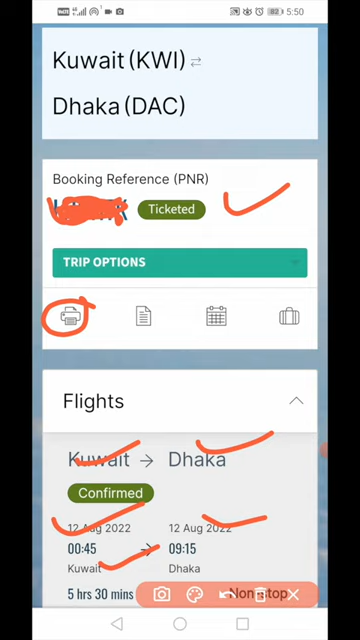 5:50
Kuwait (KWI)
Dhaka (DAC)
Booking Reference (PNR)
Ticketed
TRIP OPTIONS
Flights
Kuwait → Dhaka
Confirmed
12 Aug 2022 12 Aug 2022
00:45 → 09:15
Kuwait Dhaka
5 hrs 30 mins Non-stop